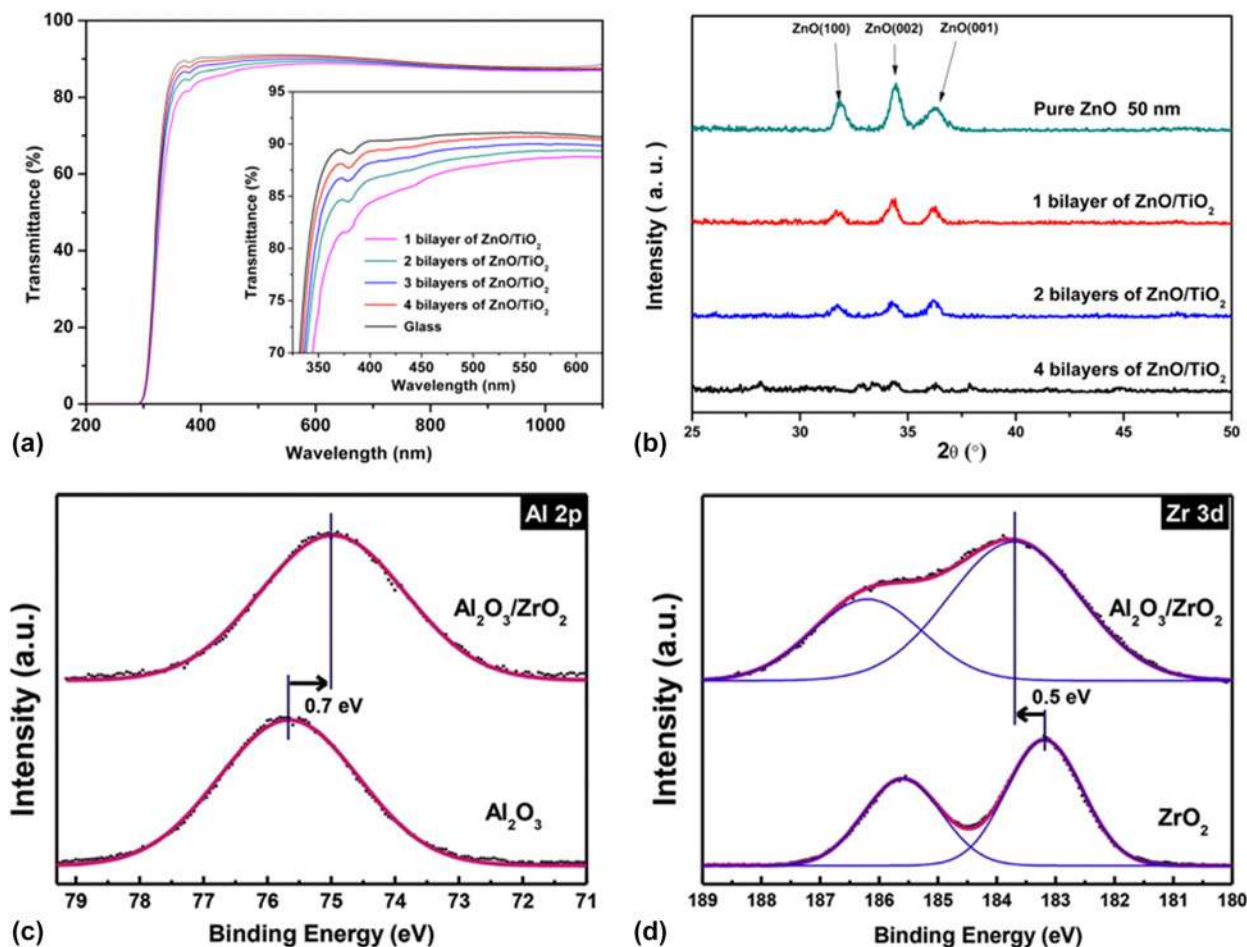 100
80
60
40
20
0
Transmittance (%)
200
400
600
800
1000
Wavelength (nm)
95
90
85
80
75
70
Transmittance (%)
1 bilayer of ZnO/TiO₂
2 bilayers of ZnO/TiO₂
3 bilayers of ZnO/TiO₂
4 bilayers of ZnO/TiO₂
Glass
350
400
450
500
550
600
Wavelength (nm)
(a)
ZnO(100)
ZnO(002)
ZnO(001)
Pure ZnO 50 nm
1 bilayer of ZnO/TiO₂
2 bilayers of ZnO/TiO₂
4 bilayers of ZnO/TiO₂
Intensity ( a. u. )
25
30
35
40
45
50
2θ (°)
(b)
Al 2p
Al₂O₃/ZrO₂
0.7 eV
Al₂O₃
Intensity (a.u.)
79
78
77
76
75
74
73
72
71
Binding Energy (eV)
(c)
Zr 3d
Al₂O₃/ZrO₂
0.5 eV
ZrO₂
Intensity (a.u.)
189
188
187
186
185
184
183
182
181
180
Binding Energy (eV)
(d)